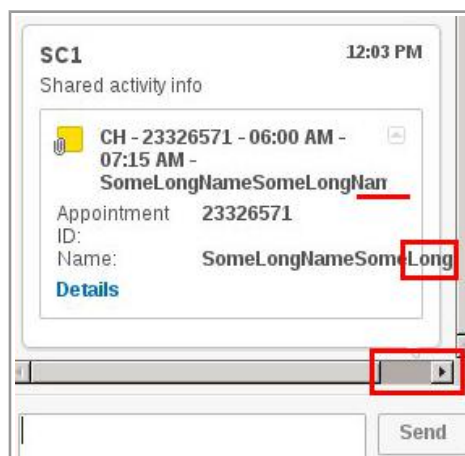 SC1 12:03 PM
Shared activity info
CH - 23326571 - 06:00 AM -
07:15 AM -
SomeLongNameSomeLongNam
Appointment 23326571
ID:
Name: SomeLongNameSomeLong
Details
Send